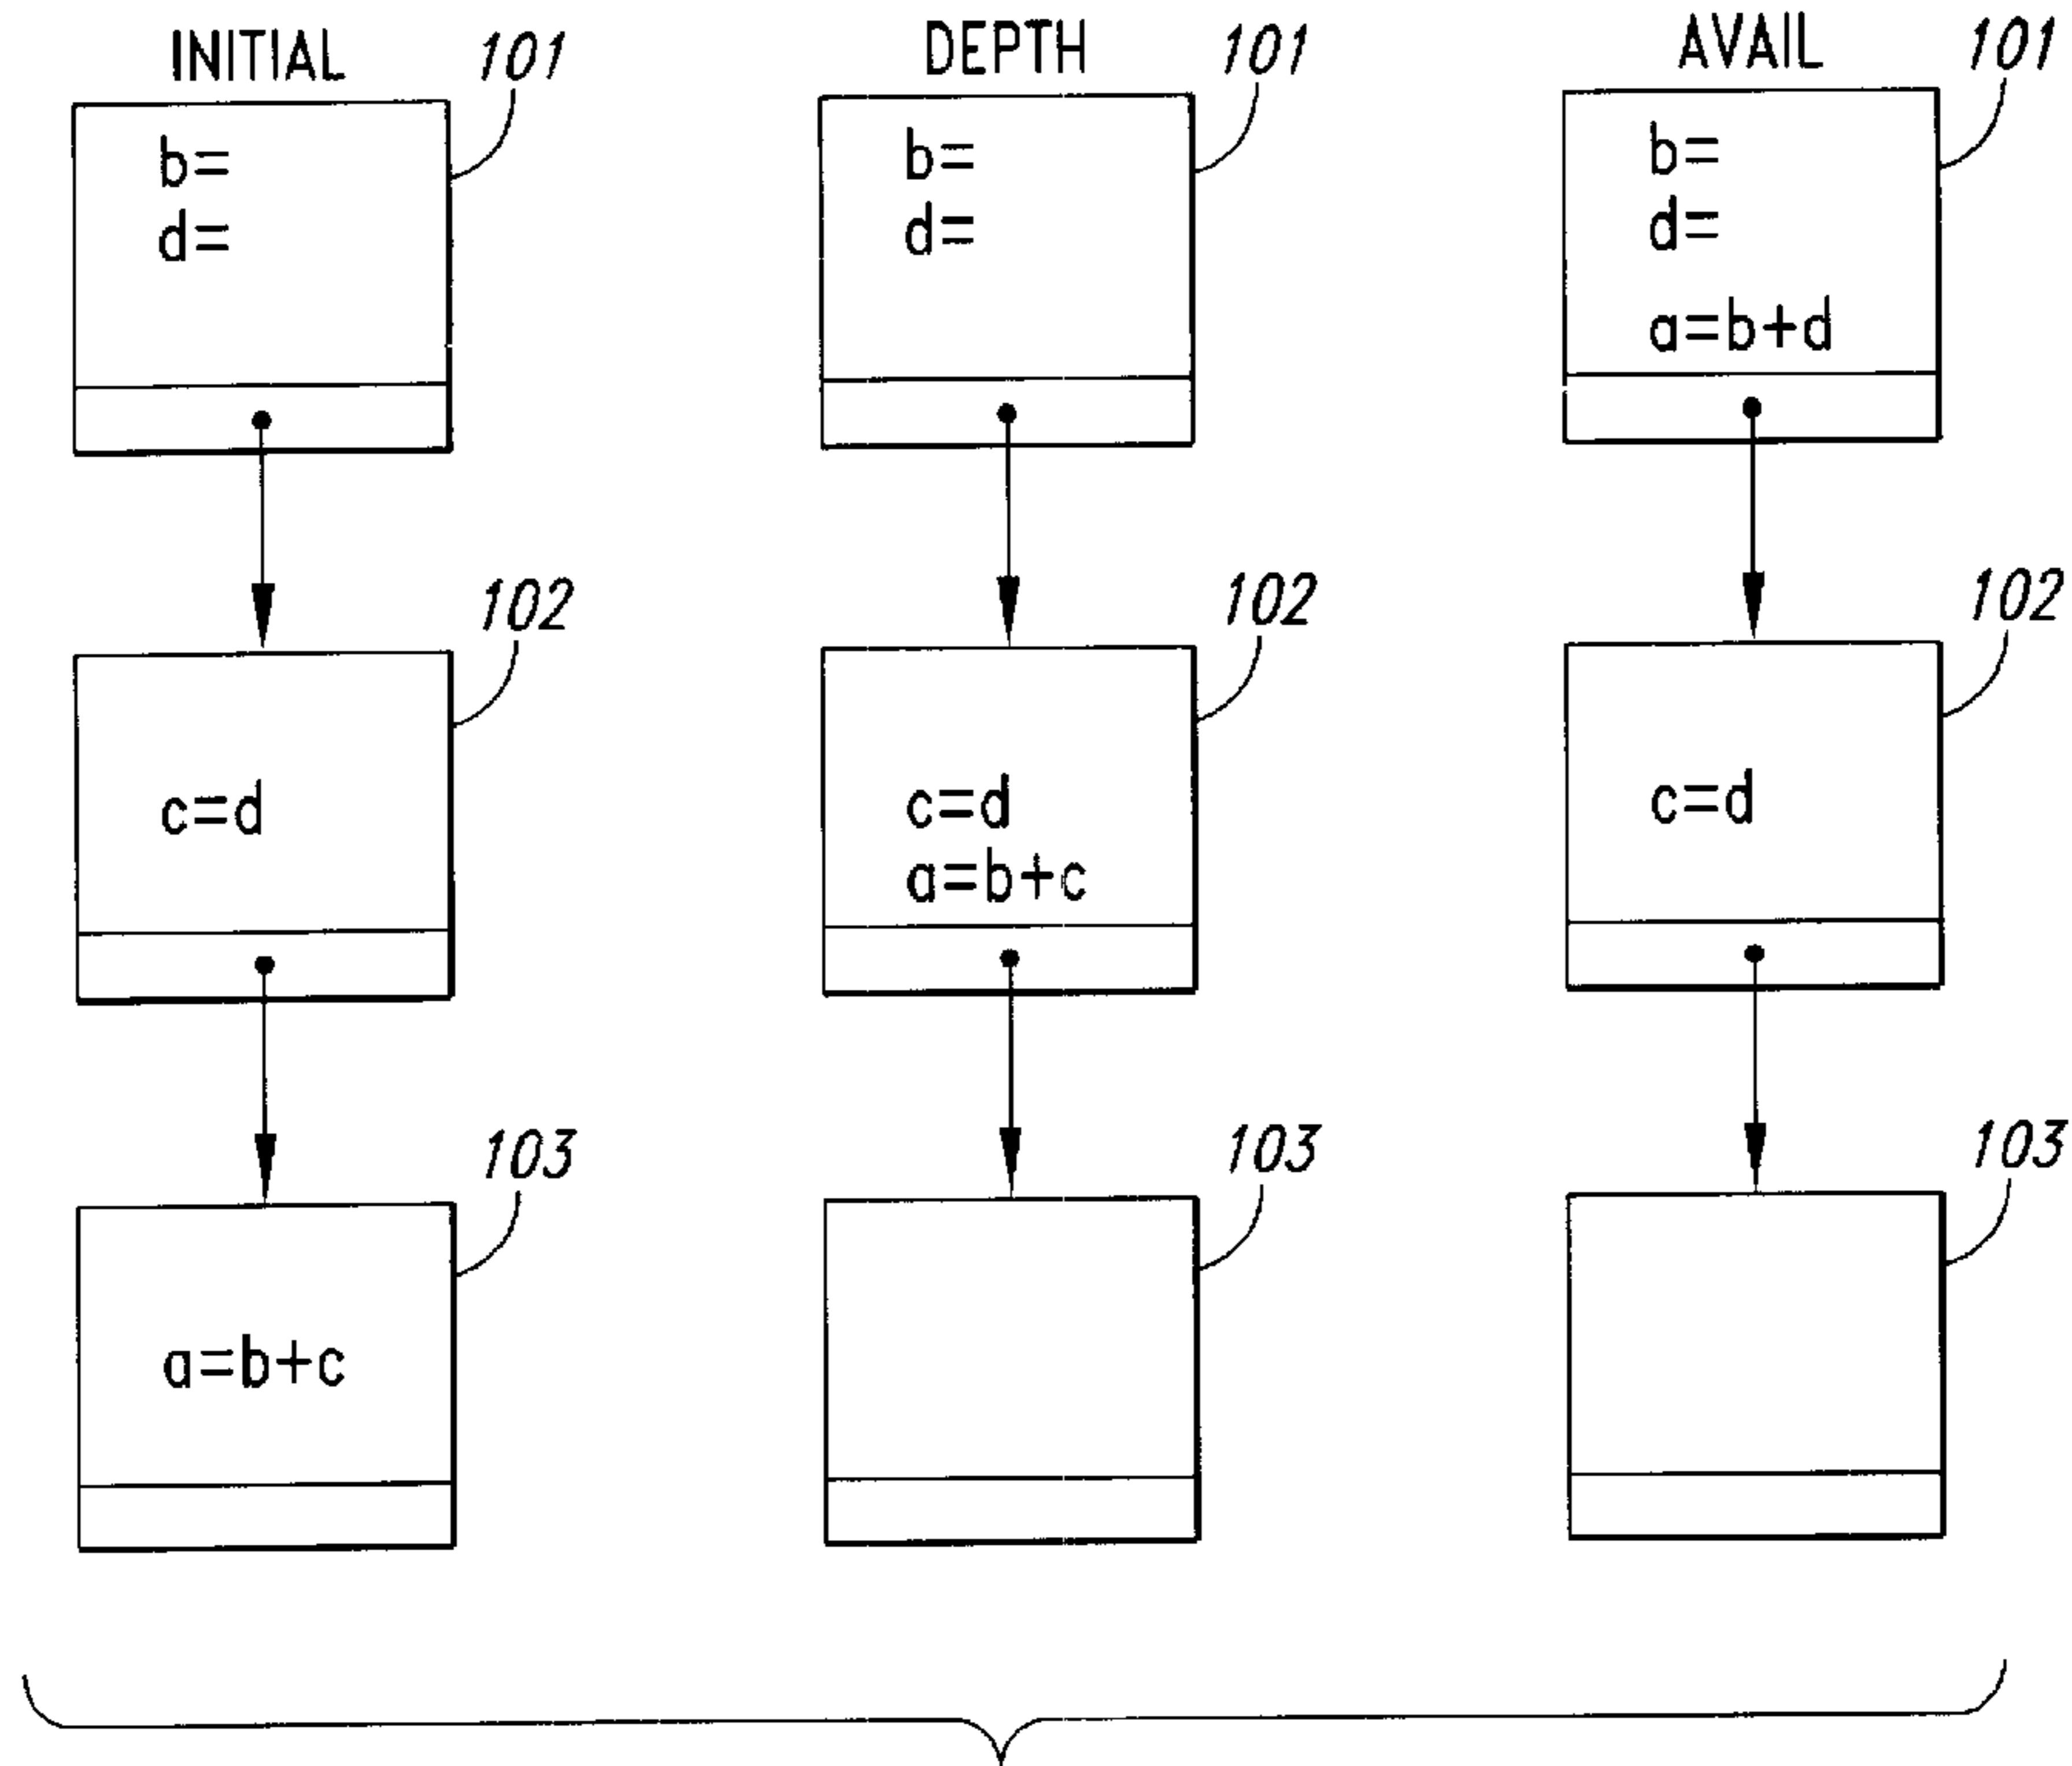 INITIAL 101
b=
d=
102
c=d
103
a=b+c
DEPTH 101
b=
d=
102
c=d
a=b+c
103
AVAIL 101
b=
d=
a=b+d
102
c=d
103